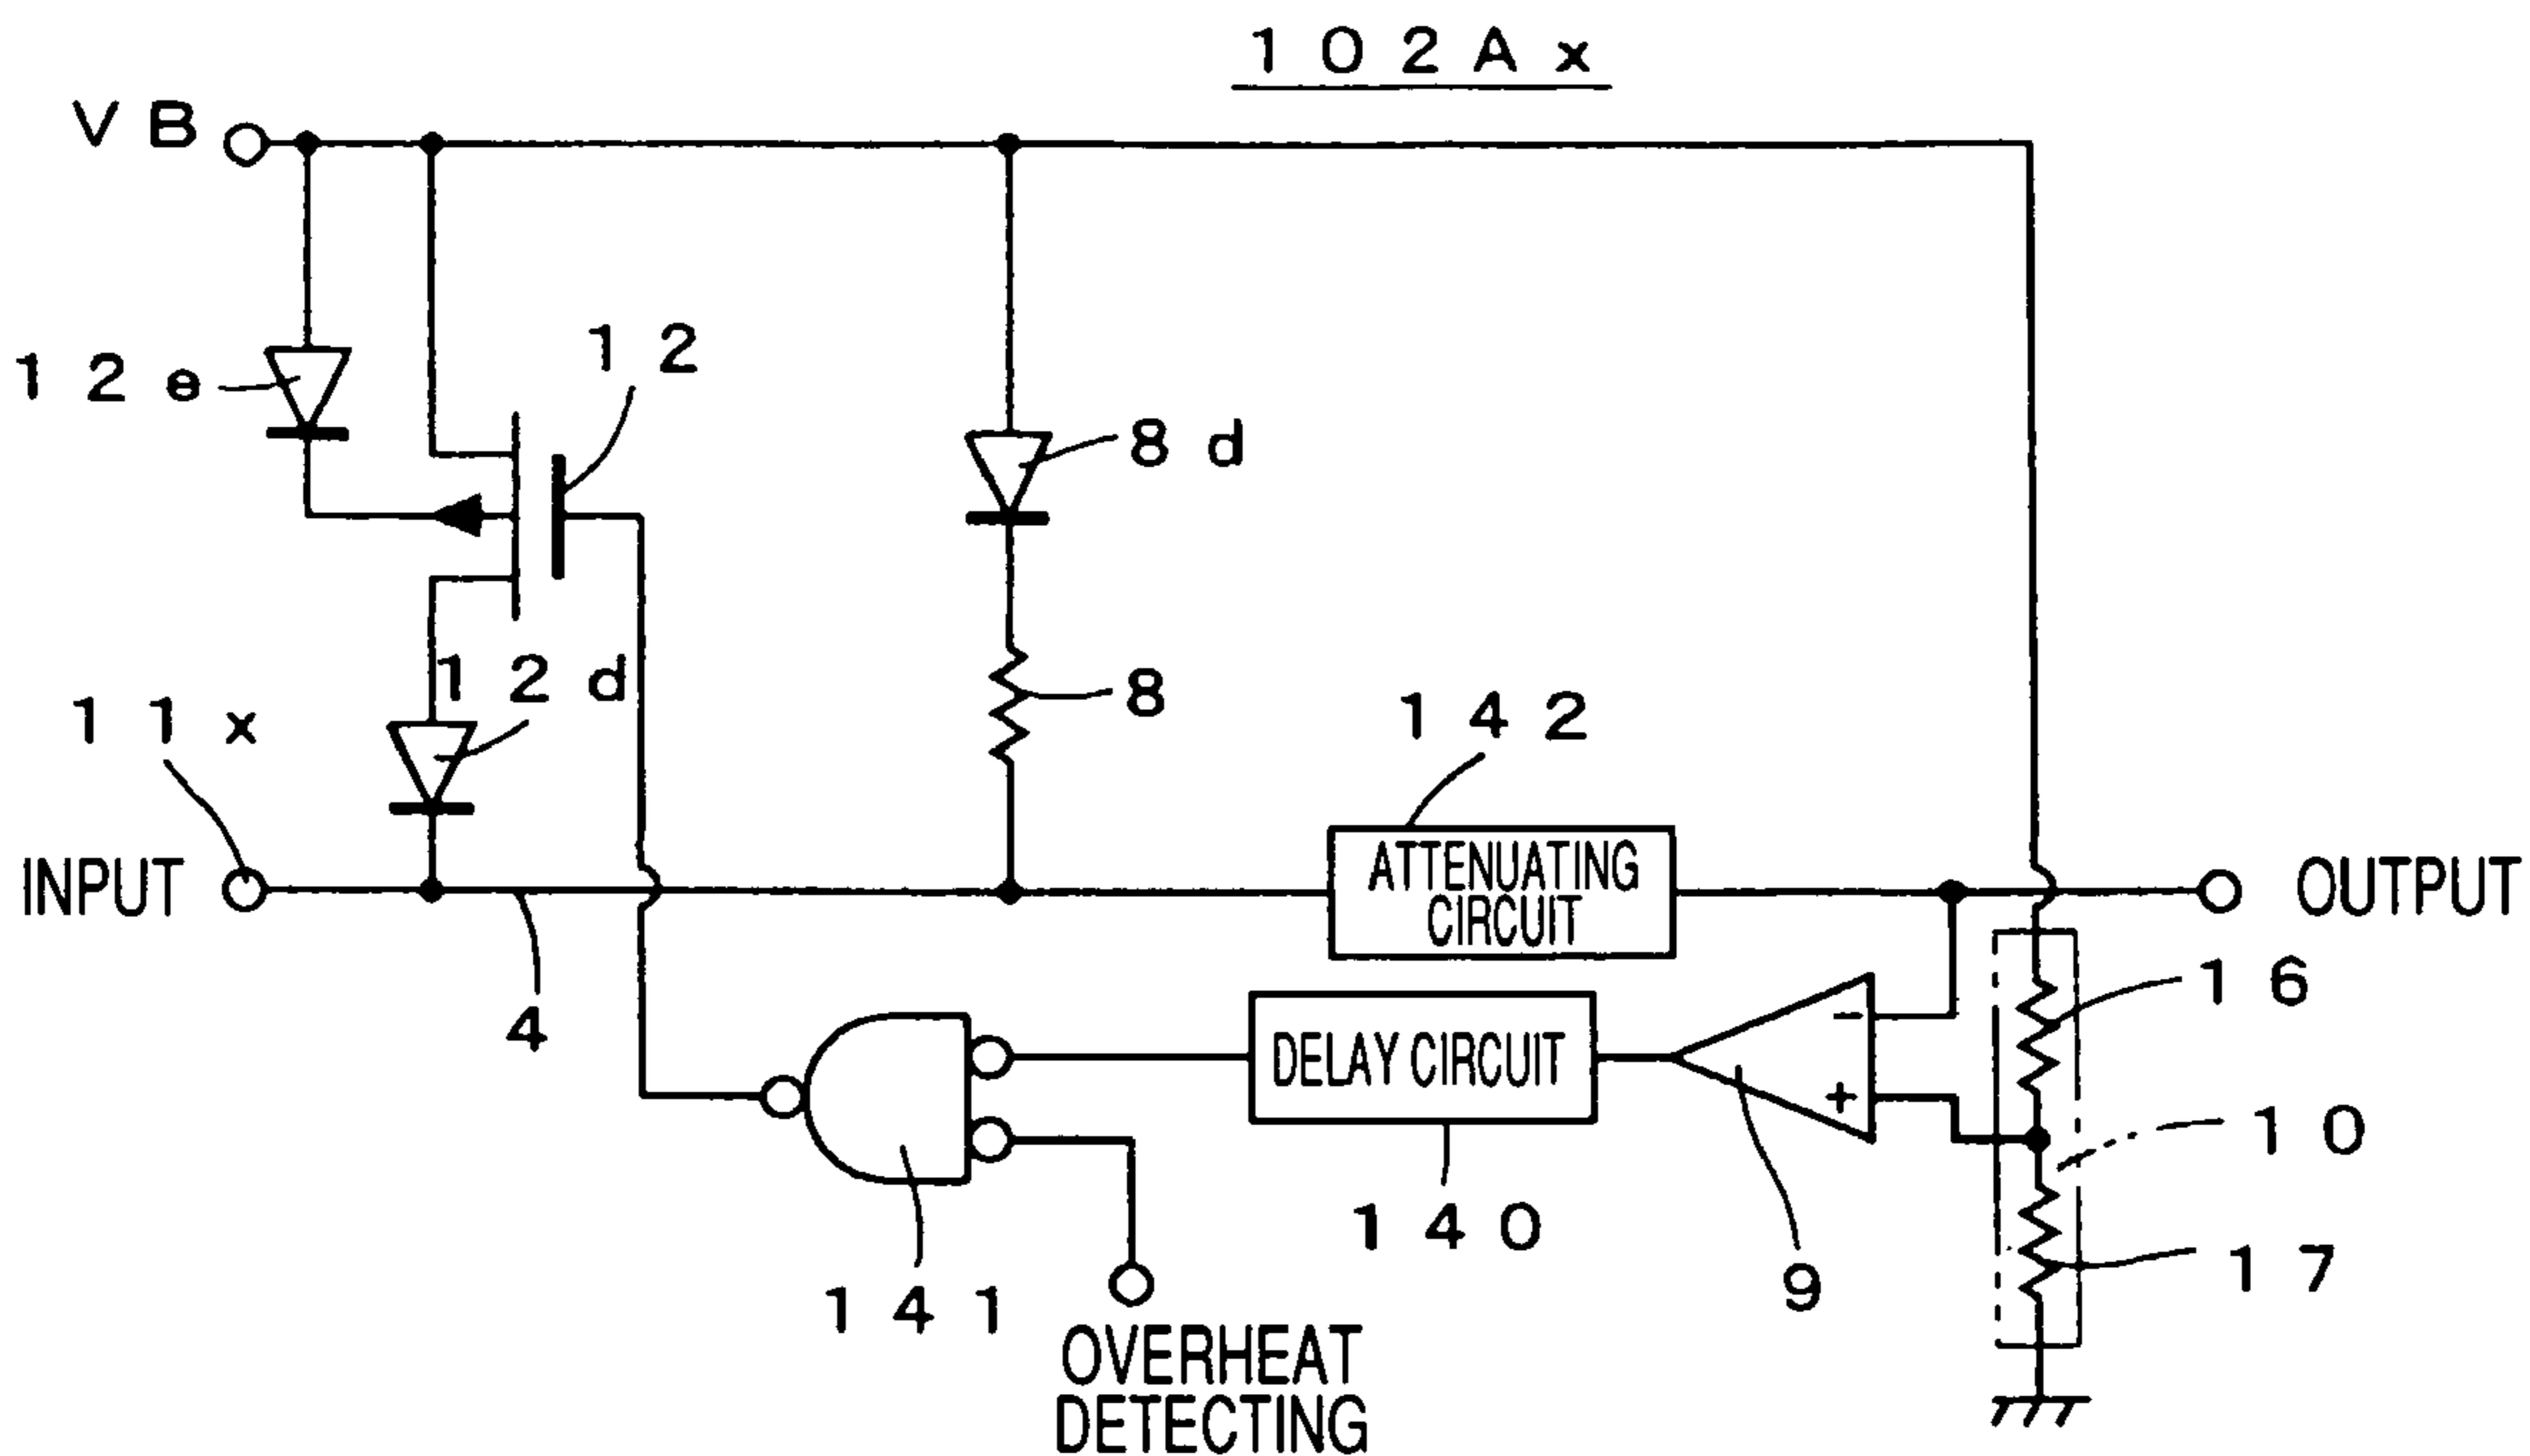 102Ax
VB
12
12e
8d
12d
8
11x
142
INPUT
ATTENUATING
CIRCUIT
OUTPUT
16
4
DELAY CIRCUIT
-
+
10
140
17
9
141
OVERHEAT
DETECTING